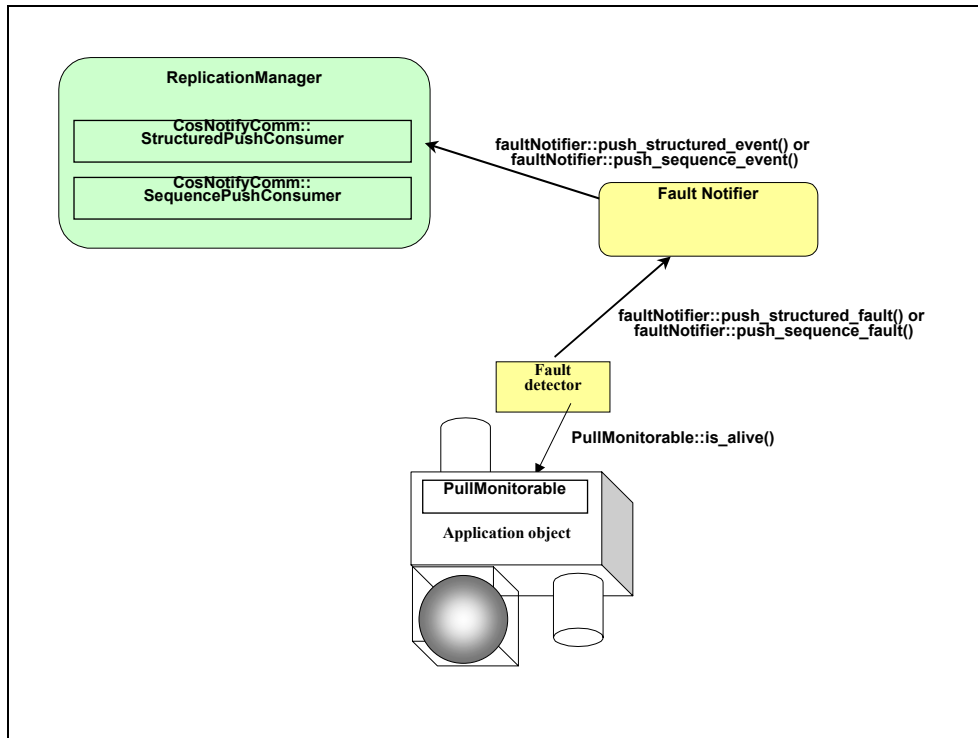 ReplicationManager
CosNotifyComm::
StructuredPushConsumer
CosNotifyComm::
SequencePushConsumer
faultNotifier::push_structured_event() or
faultNotifier::push_sequence_event()
Fault Notifier
faultNotifier::push_structured_fault() or
faultNotifier::push_sequence_fault()
Fault
detector
PullMonitorable::is_alive()
PullMonitorable
Application object